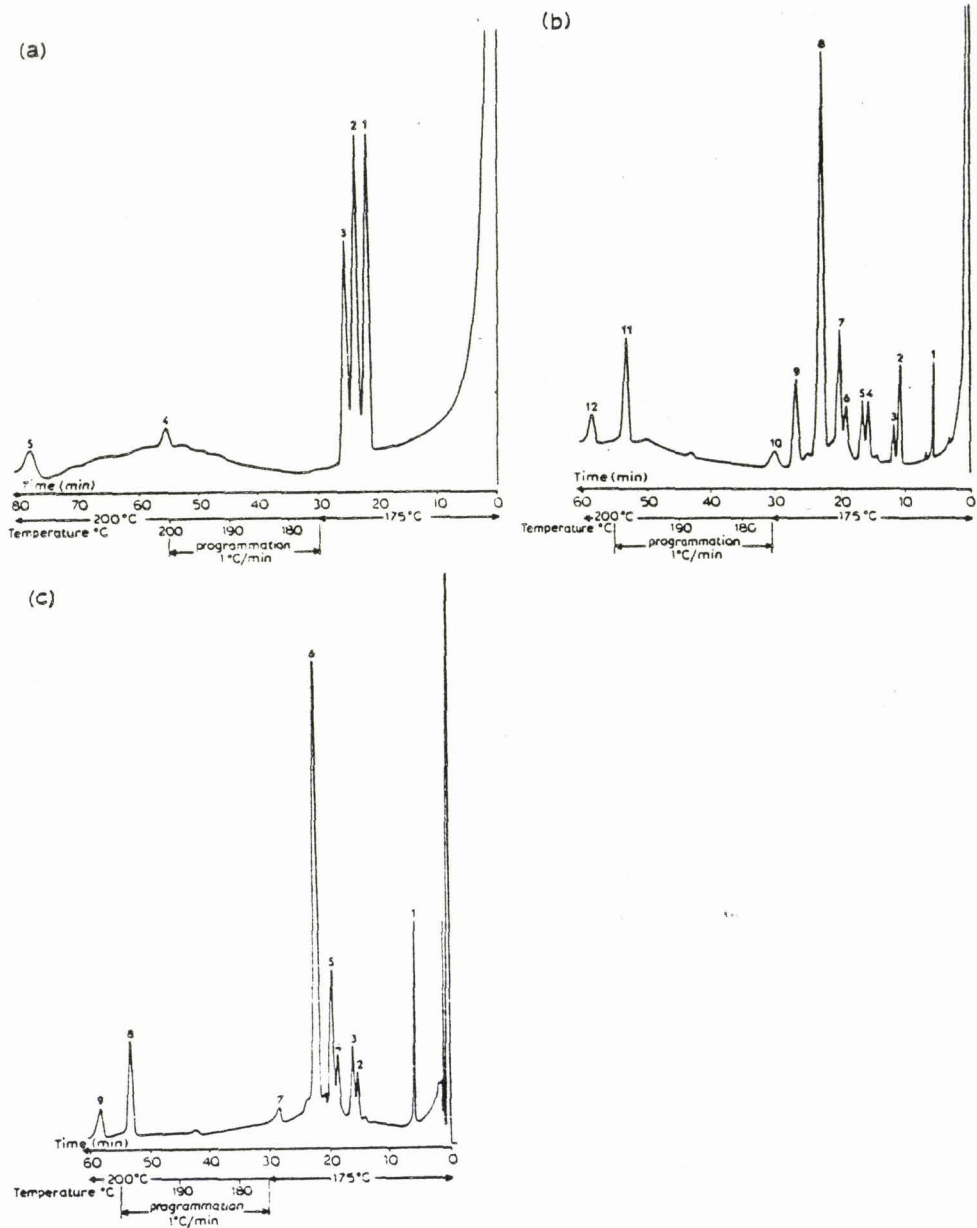 (a)
2 1
3
4
5
Time (min)
80 70 60 50 40 30 20 10 0
200°C 175°C
Temperature °C 200 190 180
programmation
1°C/min
(b)
8
11
7
1
2
9
12
6
5 4
3
10
Time (min)
60 50 40 30 20 10 0
200°C 175°C
Temperature °C 190 180
programmation
1°C/min
(c)
6
1
5
8
4
3
2
9
7
Time (min)
60 50 40 30 20 10 0
200°C 175°C
Temperature °C 190 180
programmation
1°C/min